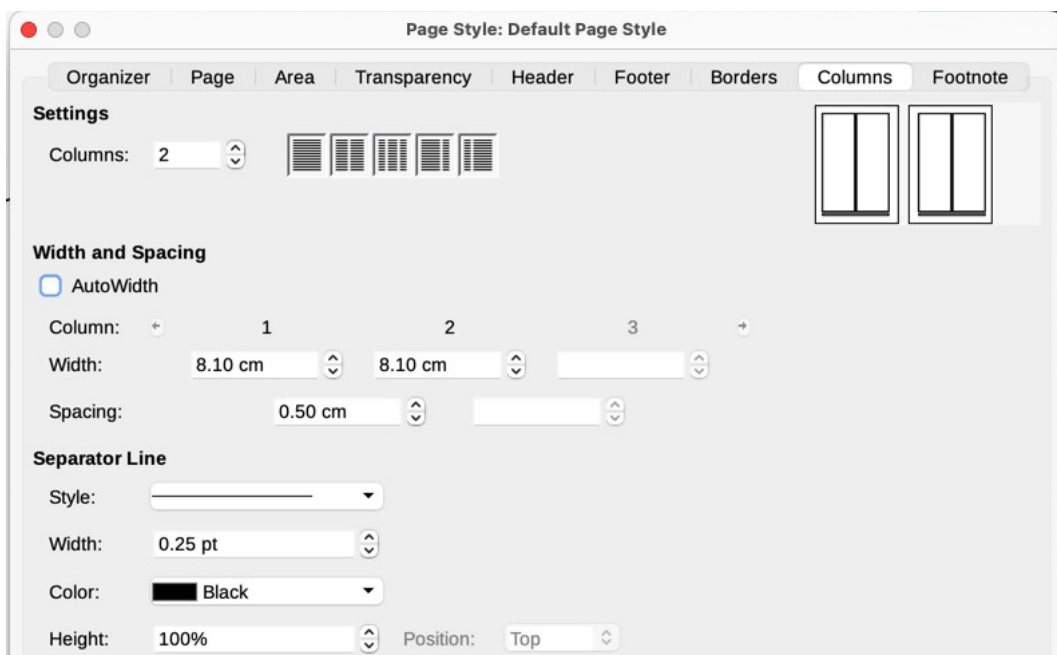 Page Style: Default Page Style
Organizer Page Area Transparency Header Footer Borders Columns Footnote
Settings
Columns: 2
Width and Spacing
AutoWidth
Column: 1 2 3
Width: 8.10 cm 8.10 cm
Spacing: 0.50 cm
Separator Line
Style:
Width: 0.25 pt
Color: Black
Height: 100% Position: Top